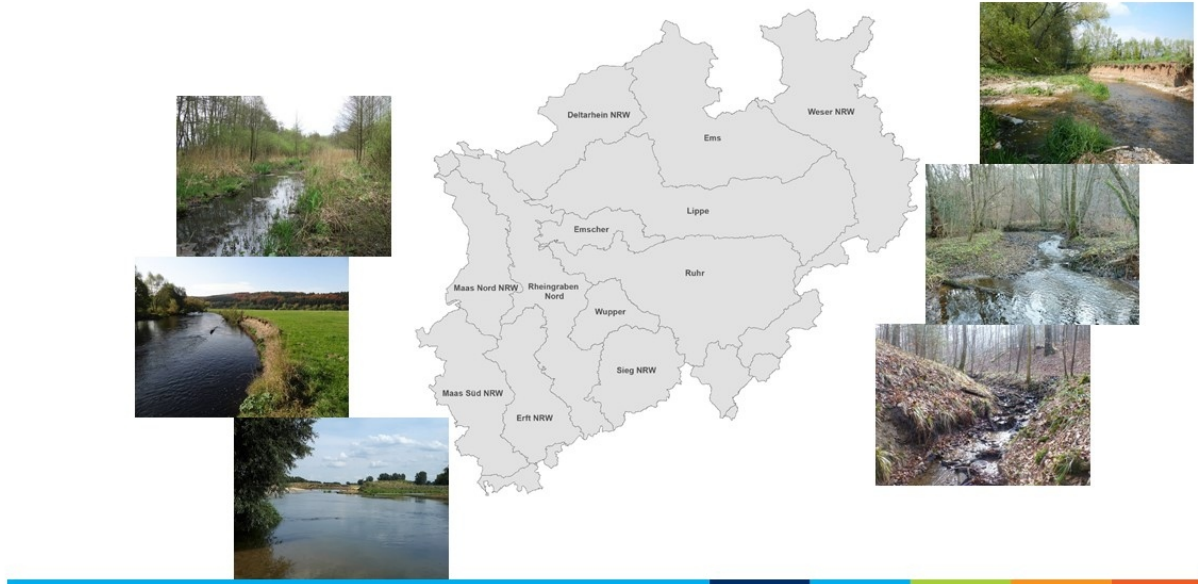 Deltarhein NRW
Ems
Weser NRW
Lippe
Emscher
Ruhr
Maas Nord NRW
Rheingraben
Nord
Wupper
Sieg NRW
Maas Süd NRW
Erft NRW